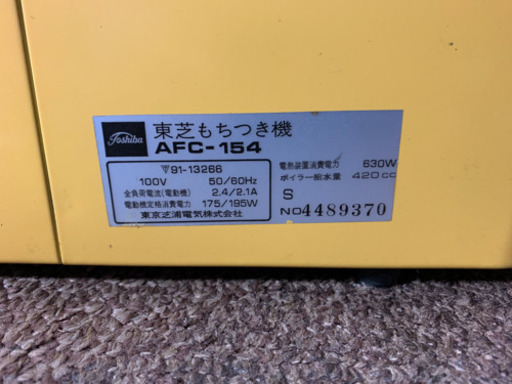 Toshiba
東芝もちつき機
AFC-154
91-13266
100V 50/60Hz
全負荷電流(電動機) 2.4/2.1A
電動機定格消費電力 175/195W
東京芝浦電気株式会社
電熱装置消費電力 630W
ボイラー給水量 420cc
S
NO4489370